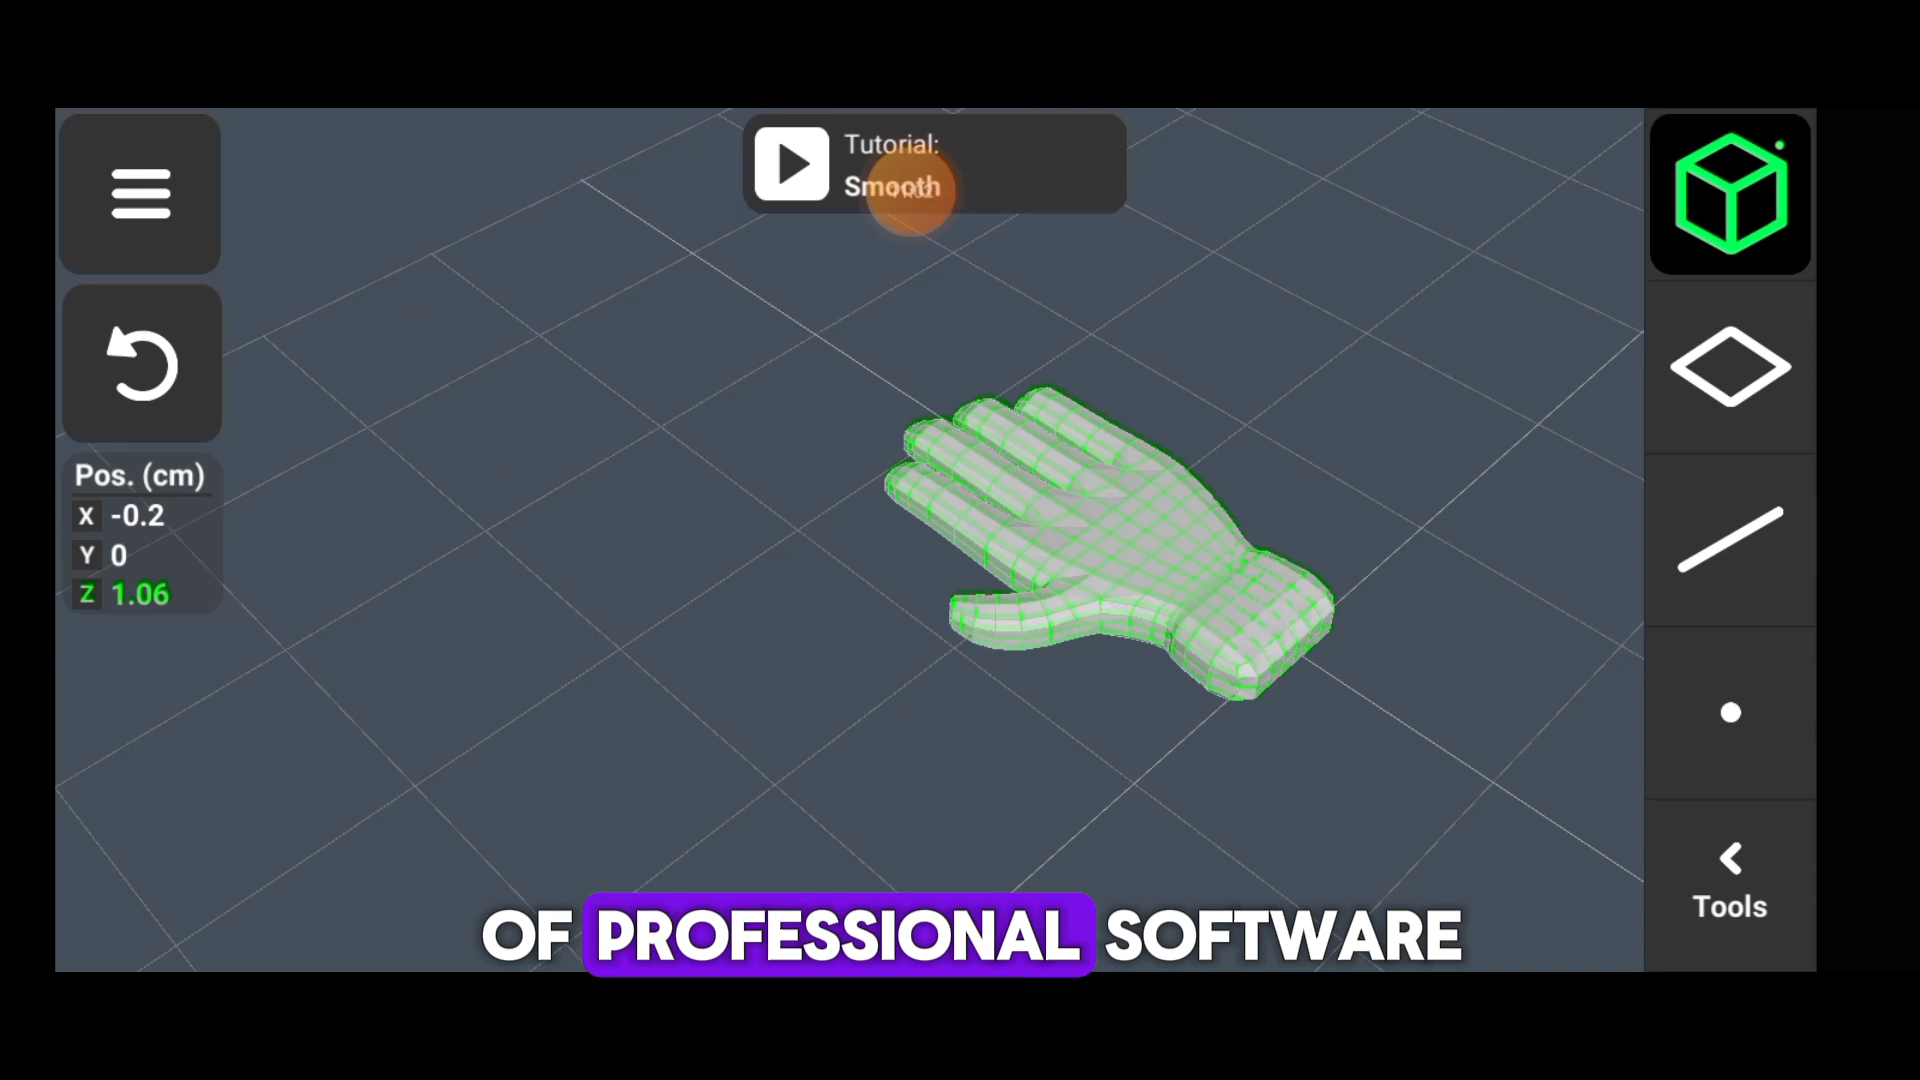 Tutorial:
Smooth
Pos. (cm)
X -0.2
Y 0
Z 1.06
Tools
OF PROFESSIONAL SOFTWARE